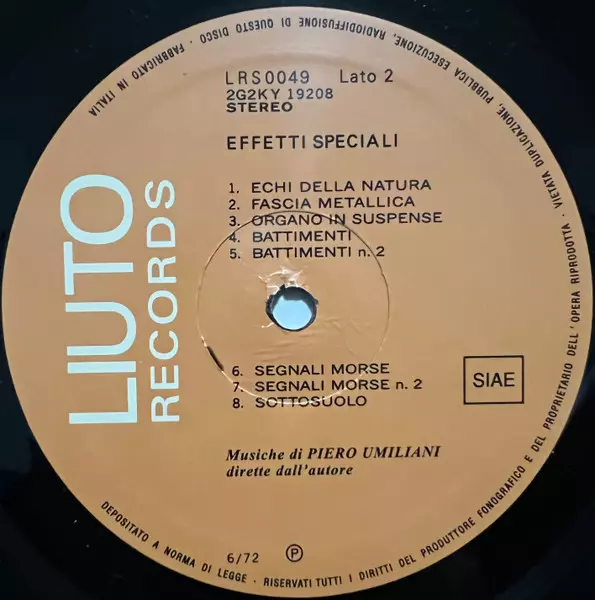 LRS0049 Lato 2
2G2KY 19208
STEREO
EFFETTI SPECIALI
1. ECHI DELLA NATURA
2. FASCIA METALLICA
3. ORGANO IN SUSPENSE
4. BATTIMENTI
5. BATTIMENTI n. 2
6. SEGNALI MORSE
7. SEGNALI MORSE n. 2
8. SOTTOSUOLO
SIAE
Musiche di PIERO UMILIANI
dirette dall'autore
LIUTO
RECORDS
6/72 Ⓟ
DEPOSITATO A NORMA DI LEGGE · RISERVATI TUTTI I DIRITTI DEL PRODUTTORE FONOGRAFICO E DEL PROPRIETARIO DELL'OPERA RIPRODOTTA · VIETATA DUPLICAZIONE, PUBBLICA ESECUZIONE, RADIODIFFUSIONE DI QUESTO DISCO · FABBRICATO IN ITALIA